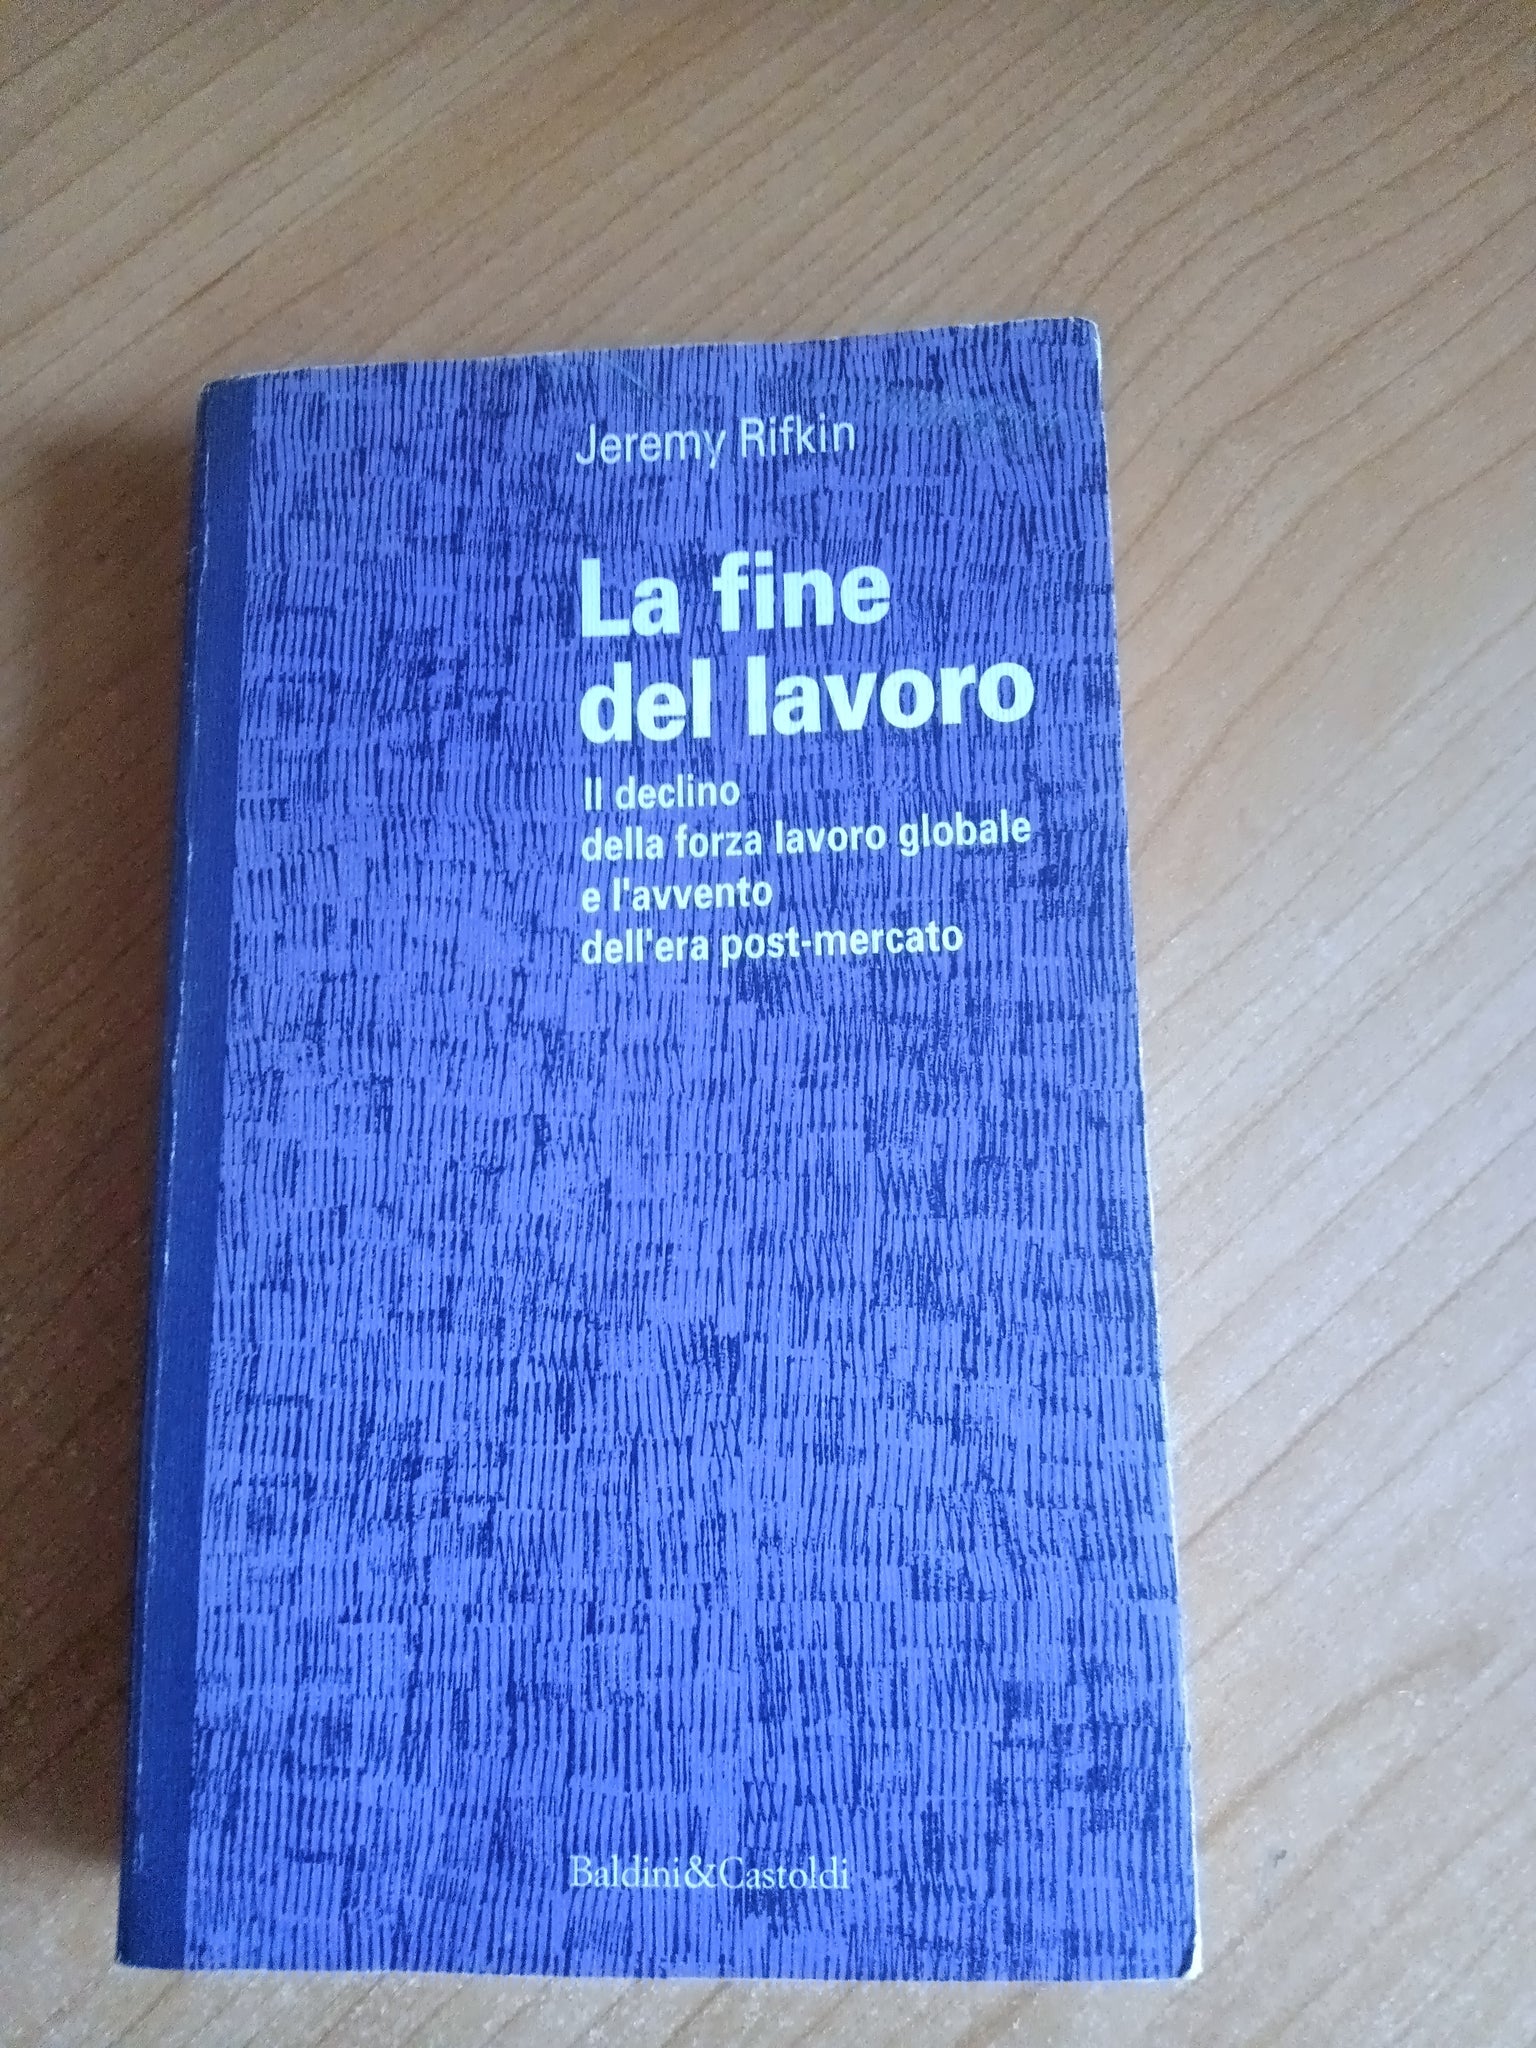 Jeremy Rifkin
La fine
del lavoro
Il declino
della forza lavoro globale
e l'avvento
dell'era post-mercato
Baldini&Castoldi